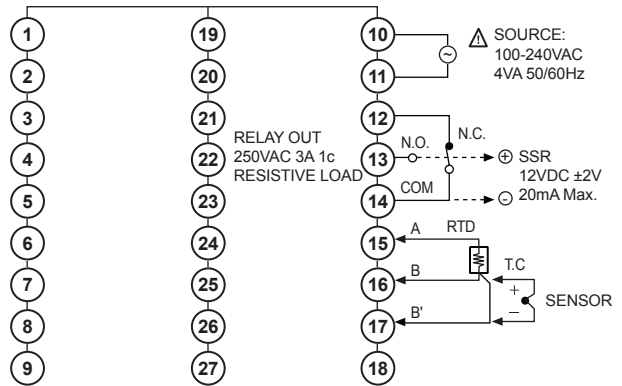 1 19 10
2 20 11
3 21 12
4 22 13
5 23 14
6 24 15
7 25 16
8 26 17
9 27 18
~
⚠ SOURCE:
100-240VAC
4VA 50/60Hz
RELAY OUT
250VAC 3A 1c
RESISTIVE LOAD
N.O.
N.C.
COM
⊕ SSR
12VDC ±2V
⊖ 20mA Max.
A RTD
B
B'
T.C
+
−
SENSOR